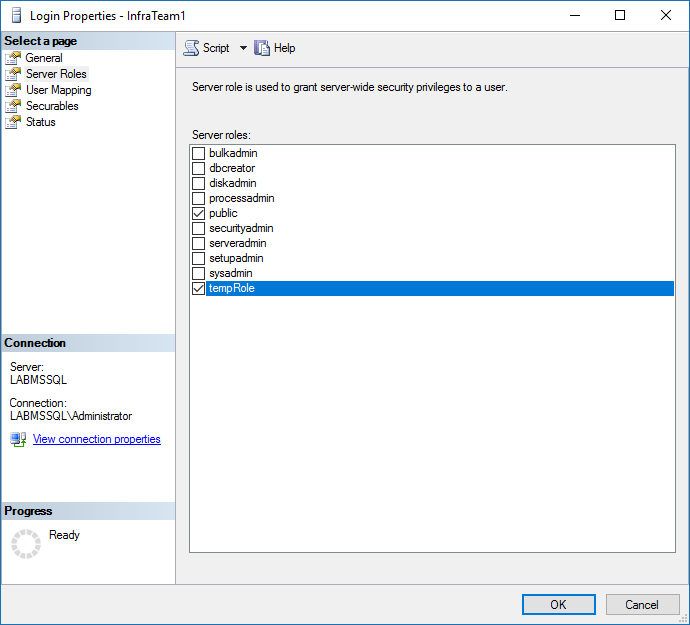 Login Properties - InfraTeam1
Select a page
General
Server Roles
User Mapping
Securables
Status
Script
Help
Server role is used to grant server-wide security privileges to a user.
Server roles:
bulkadmin
dbcreator
diskadmin
processadmin
public
securityadmin
serveradmin
setupadmin
sysadmin
tempRole
Connection
Server:
LABMSSQL
Connection:
LABMSSQL\Administrator
View connection properties
Progress
Ready
OK
Cancel